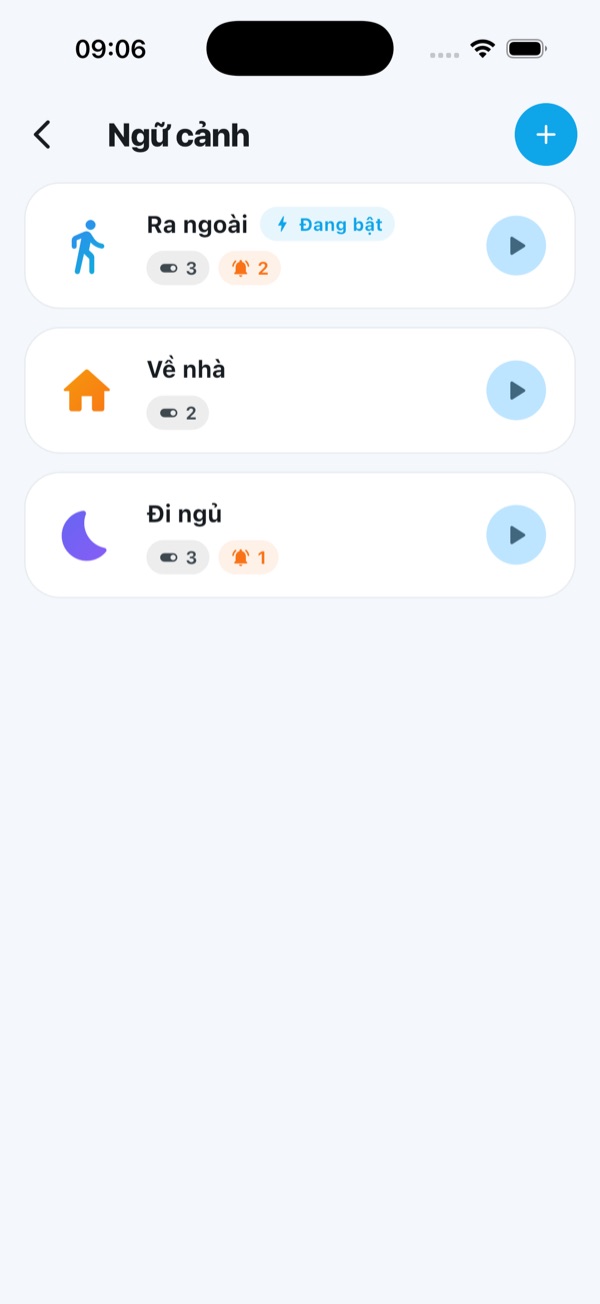 09:06
Ngữ cảnh
Ra ngoài Đang bật
3 2
Về nhà
2
Đi ngủ
3 1